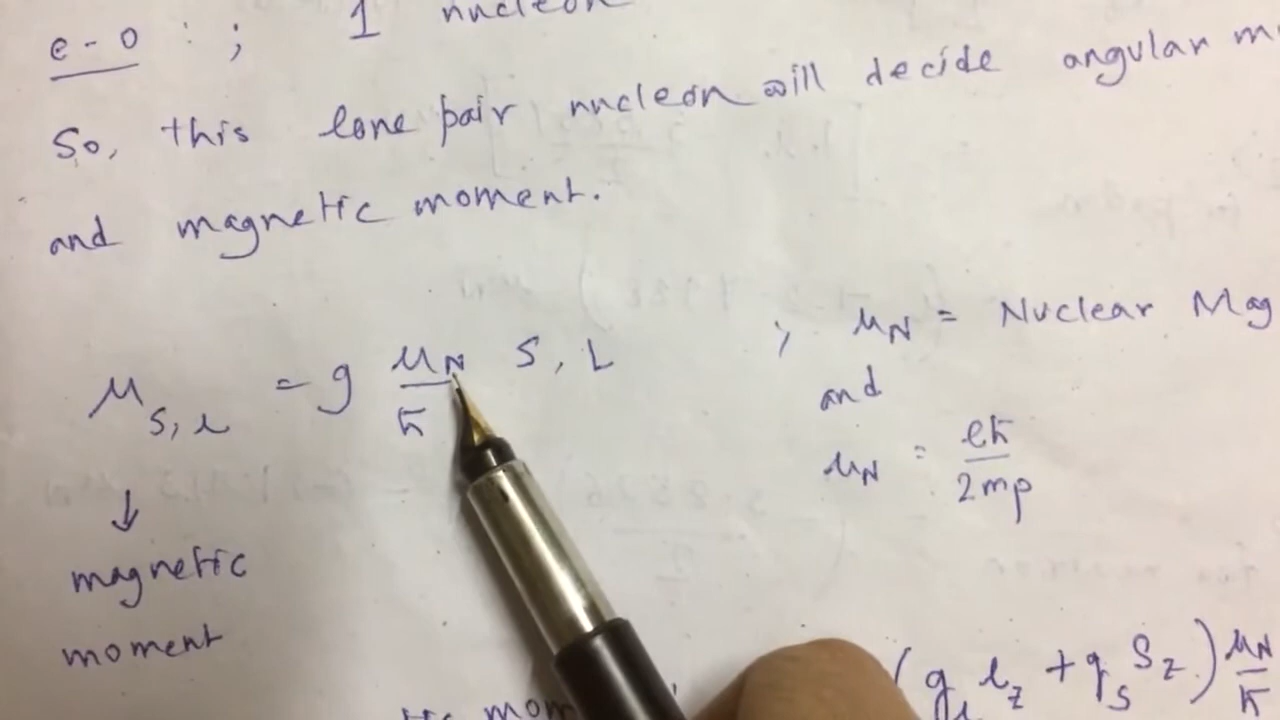 e-o : ; 1 nucleon
So, this lone pair nucleon will decide angular
and magnetic moment.
μ_{S,l} = g μ_N/ħ S, L ; μ_N = Nuclear Mag
and
μ_N = eħ/2mp
↓
magnetic
moment
(g_l l_z + g_s S_z) μ_N/ħ